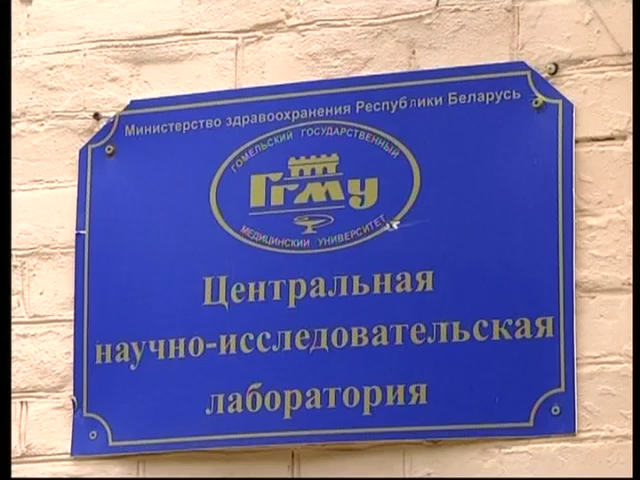 Министерство здравоохранения Республики Беларусь
ГОМЕЛЬСКИЙ ГОСУДАРСТВЕННЫЙ
ГГМУ
МЕДИЦИНСКИЙ УНИВЕРСИТЕТ
Центральная
научно-исследовательская
лаборатория